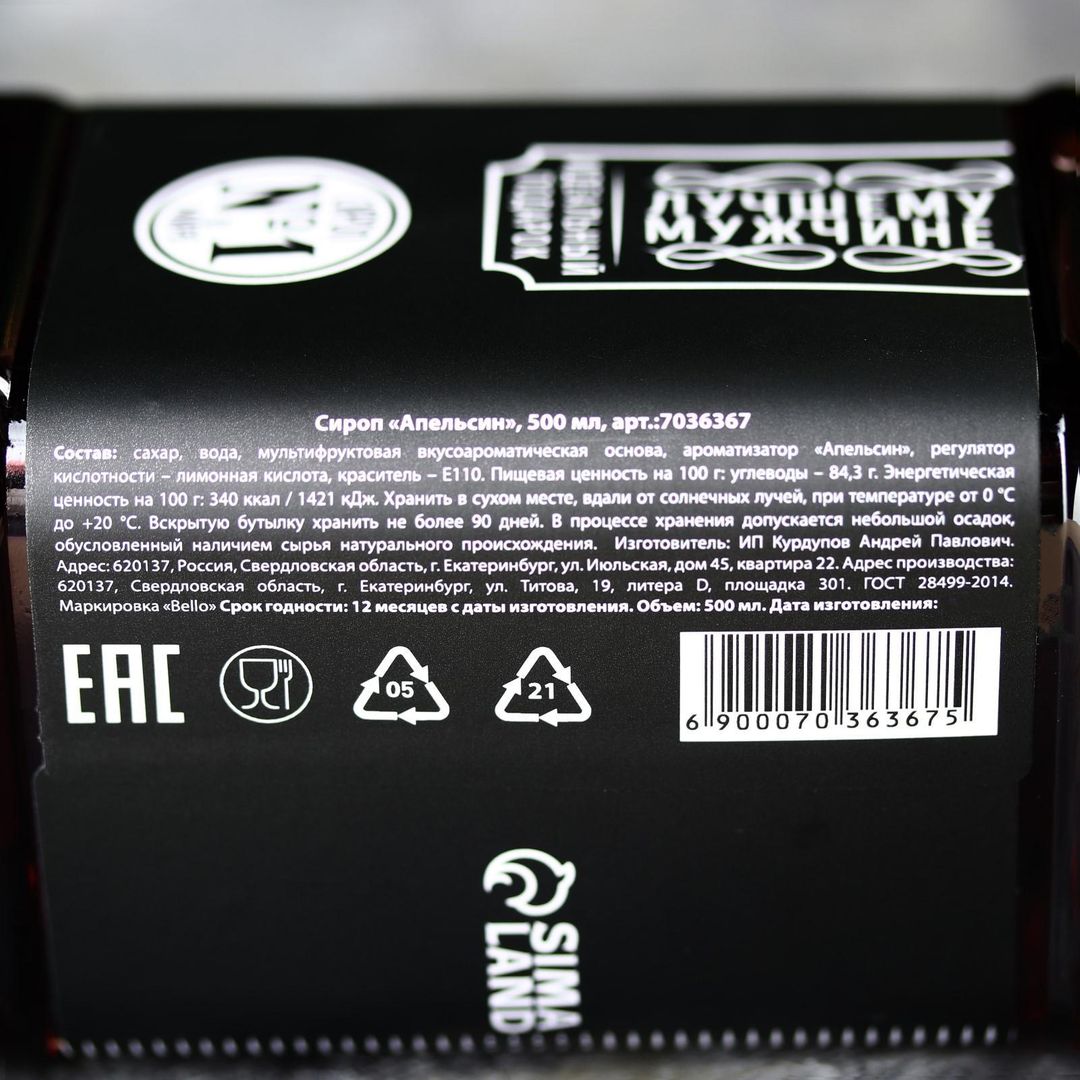 №1
ИДЕАЛЬНЫЙ
ПОДАРОК
ЛУЧШЕМУ
МУЖЧИНЕ
Сироп «Апельсин», 500 мл, арт.:7036367
Состав: сахар, вода, мультифруктовая вкусоароматическая основа, ароматизатор «Апельсин», регулятор
кислотности – лимонная кислота, краситель – Е110. Пищевая ценность на 100 г: углеводы – 84,3 г. Энергетическая
ценность на 100 г: 340 ккал / 1421 кДж. Хранить в сухом месте, вдали от солнечных лучей, при температуре от 0 °С
до +20 °С. Вскрытую бутылку хранить не более 90 дней. В процессе хранения допускается небольшой осадок,
обусловленный наличием сырья натурального происхождения. Изготовитель: ИП Курдупов Андрей Павлович.
Адрес: 620137, Россия, Свердловская область, г. Екатеринбург, ул. Июльская, дом 45, квартира 22. Адрес производства:
620137, Свердловская область, г. Екатеринбург, ул. Титова, 19, литера D, площадка 301. ГОСТ 28499-2014.
Маркировка «Bello» Срок годности: 12 месяцев с даты изготовления. Объем: 500 мл. Дата изготовления:
EAC
05
21
6 900070 363675
SIMA
LAND